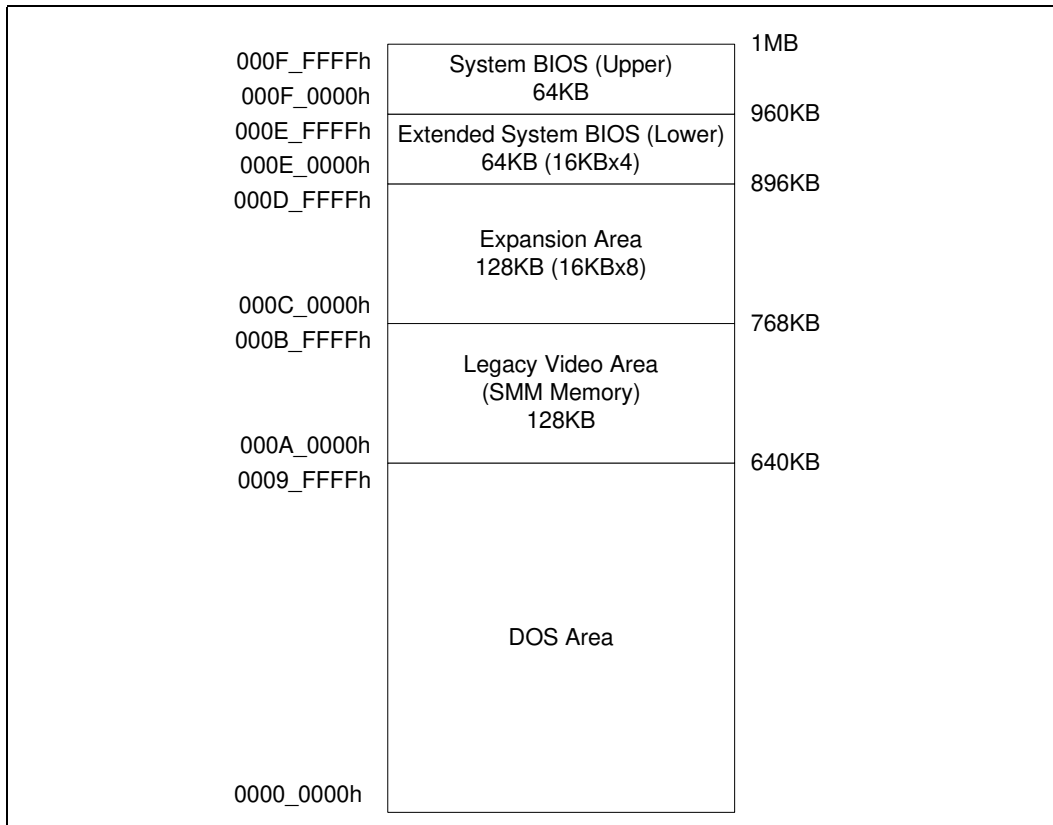 1MB
000F_FFFFh
System BIOS (Upper)
64KB
000F_0000h
960KB
000E_FFFFh
Extended System BIOS (Lower)
64KB (16KBx4)
000E_0000h
896KB
000D_FFFFh
Expansion Area
128KB (16KBx8)
000C_0000h
768KB
000B_FFFFh
Legacy Video Area
(SMM Memory)
128KB
000A_0000h
640KB
0009_FFFFh
DOS Area
0000_0000h